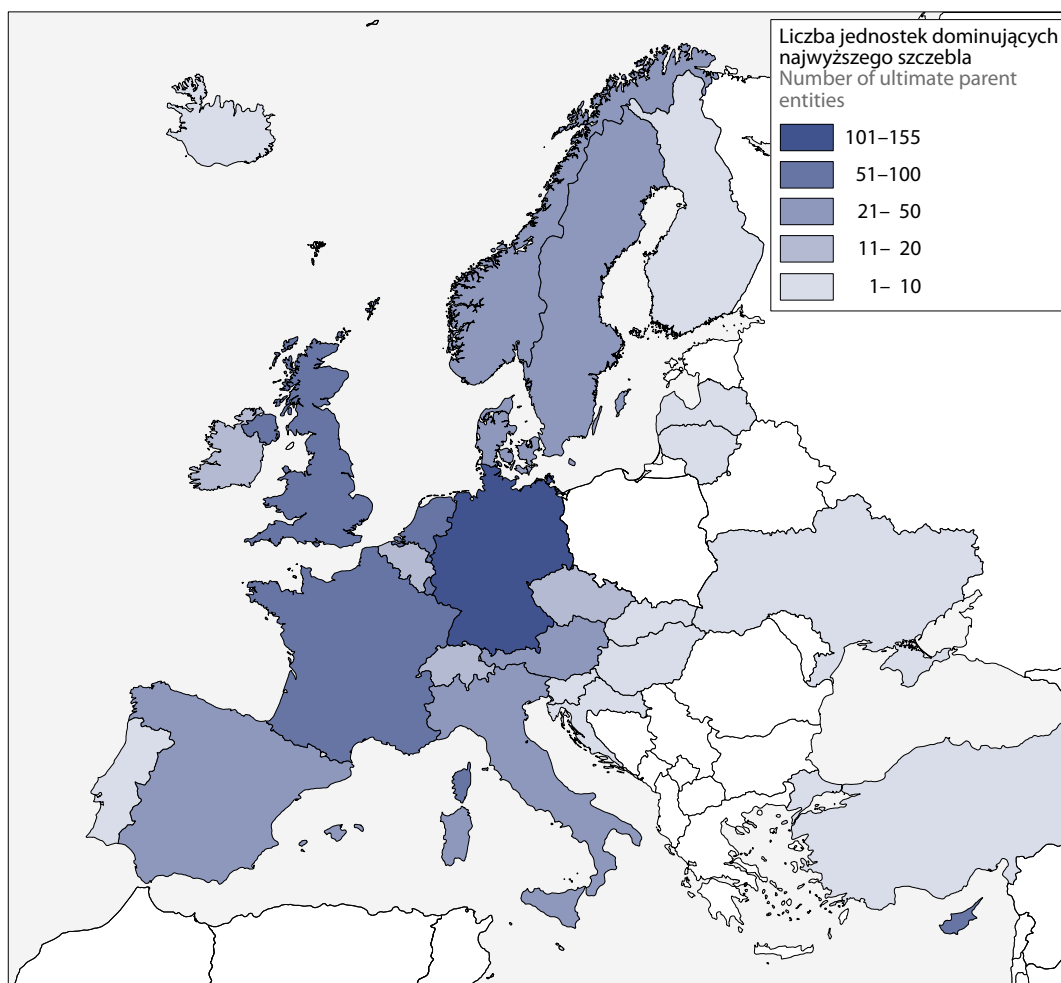 Liczba jednostek dominujących
najwyższego szczebla
Number of ultimate parent
entities
101–155
51–100
21– 50
11– 20
1– 10